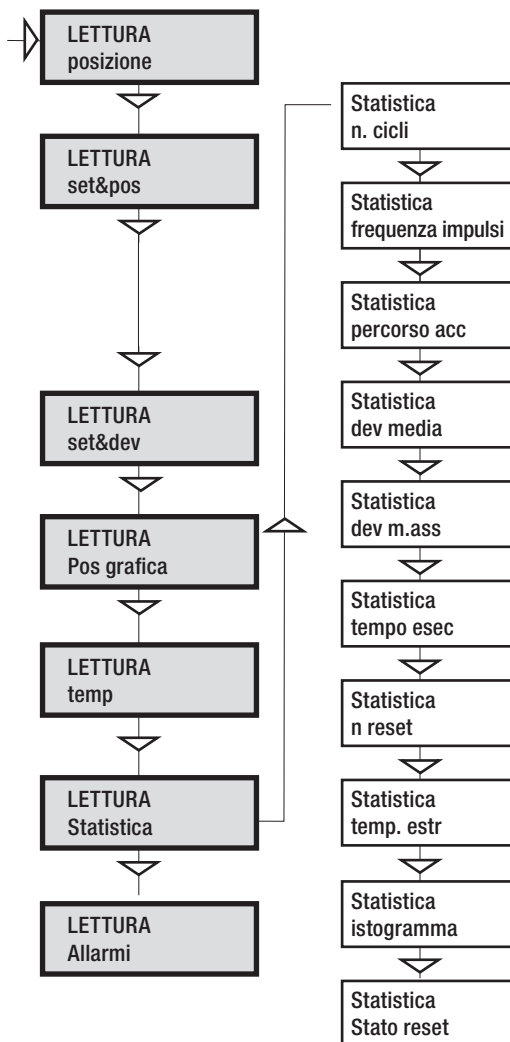 LETTURA
posizione
LETTURA
set&pos
LETTURA
set&dev
LETTURA
Pos grafica
LETTURA
temp
LETTURA
Statistica
LETTURA
Allarmi
Statistica
n. cicli
Statistica
frequenza impulsi
Statistica
percorso acc
Statistica
dev media
Statistica
dev m.ass
Statistica
tempo esec
Statistica
n reset
Statistica
temp. estr
Statistica
istogramma
Statistica
Stato reset